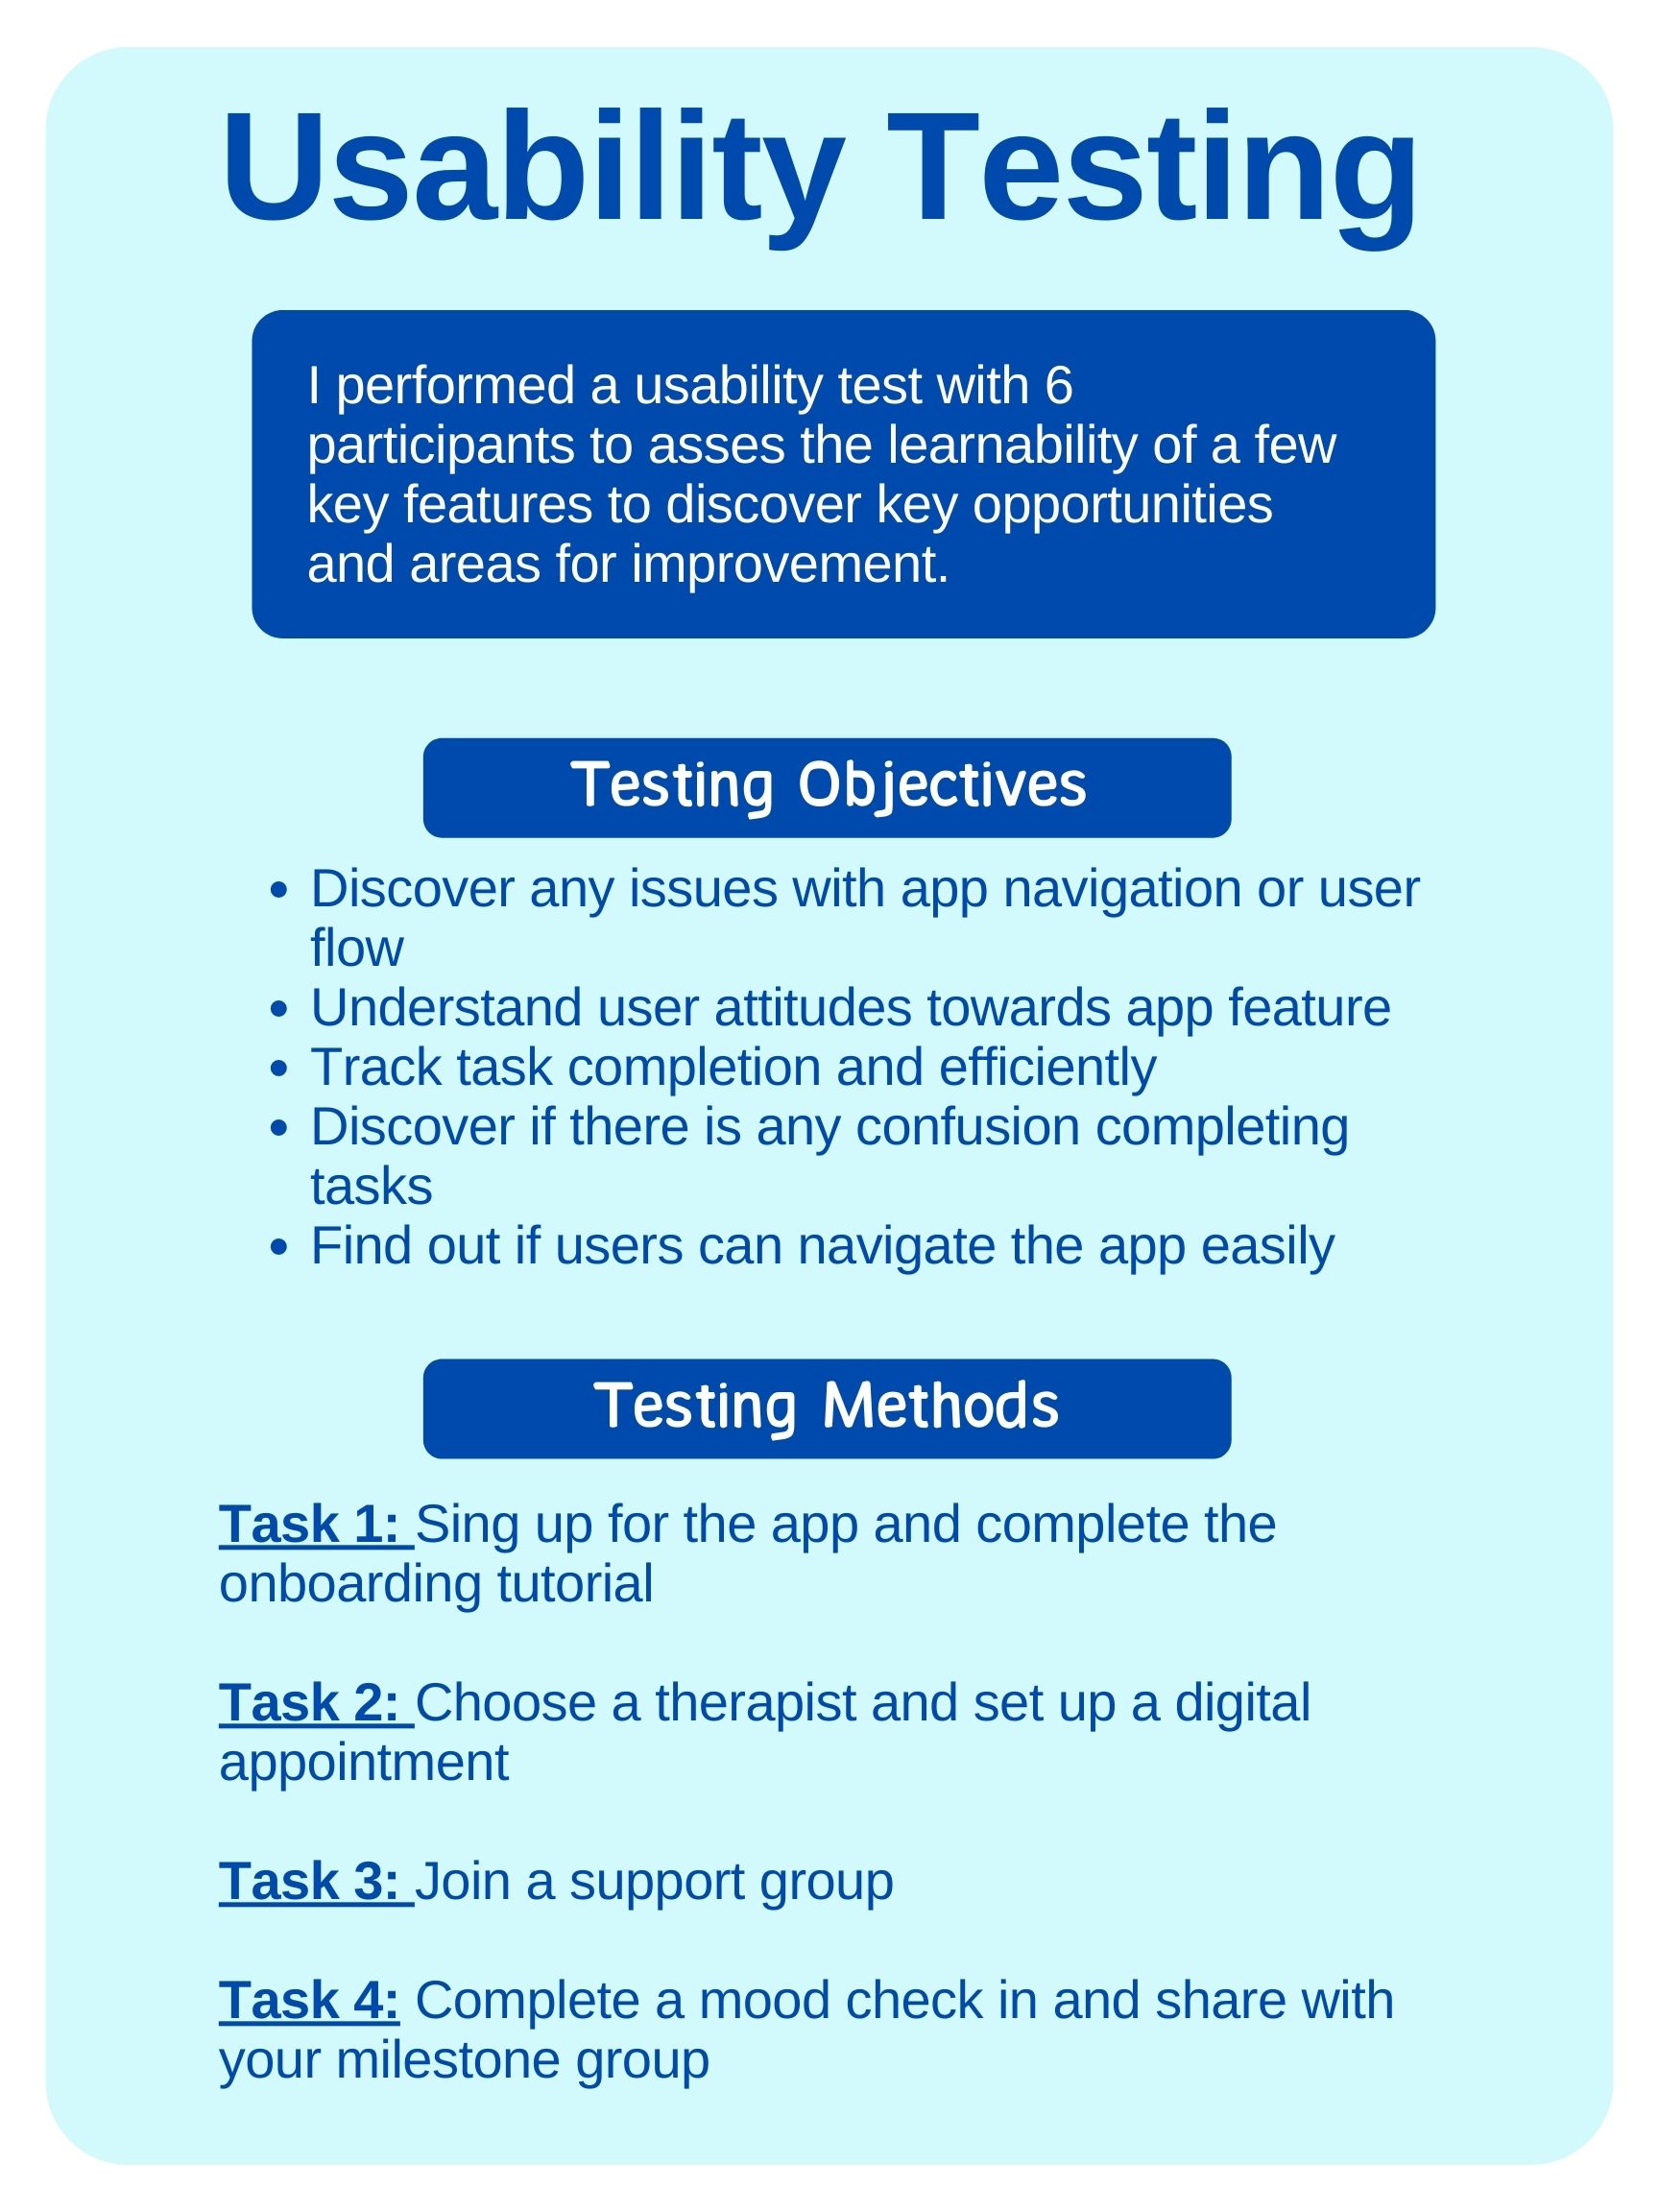 Usability Testing
I performed a usability test with 6
participants to asses the learnability of a few
key features to discover key opportunities
and areas for improvement.
Testing Objectives
• Discover any issues with app navigation or user
flow
• Understand user attitudes towards app feature
• Track task completion and efficiently
• Discover if there is any confusion completing
tasks
• Find out if users can navigate the app easily
Testing Methods
Task 1: Sing up for the app and complete the
onboarding tutorial
Task 2: Choose a therapist and set up a digital
appointment
Task 3: Join a support group
Task 4: Complete a mood check in and share with
your milestone group